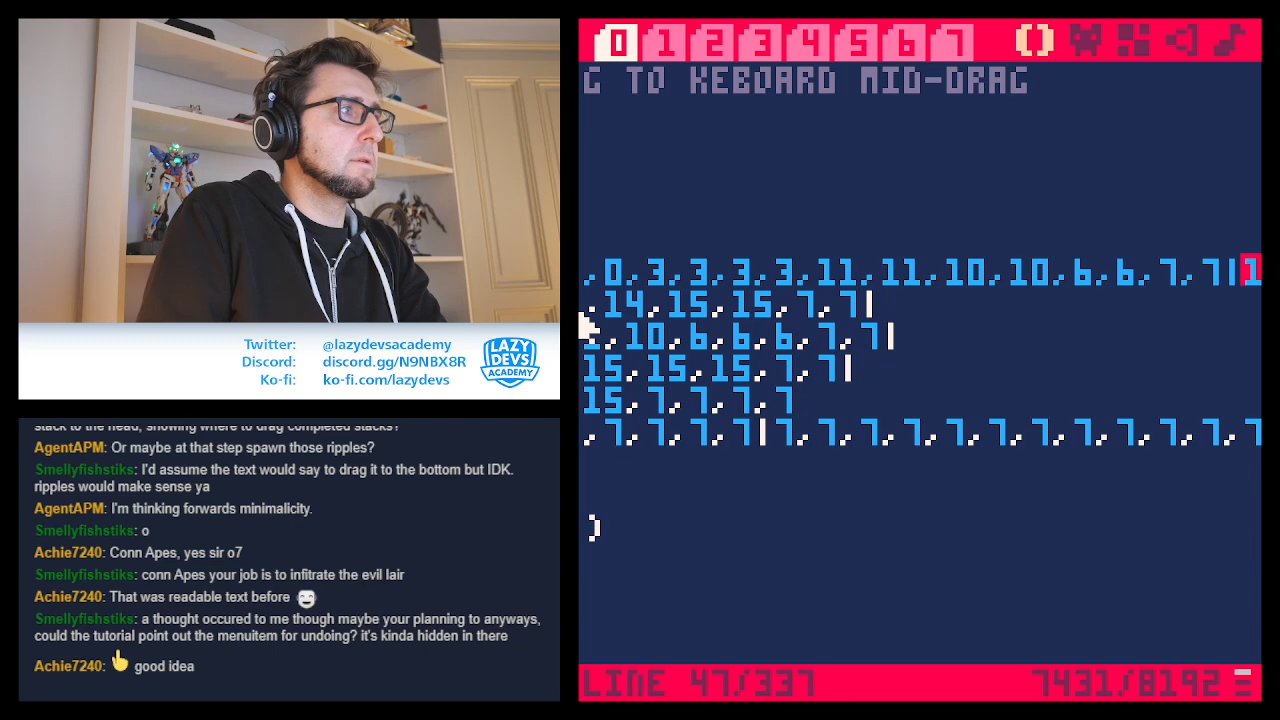 0 1 2 3 4 5 6 7 ()
G TO KEBOARD MID-DRAG
,0,3,3,3,3,11,11,10,10,6,6,7,7|1
,14,15,15,7,7|
,10,6,6,6,7,7|
15,15,15,7,7|
15,7,7,7,7
,7,7,7,7|7,7,7,7,7,7,7,7,7,7,7,7
)
LINE 47/337 7431/8192
Twitter: @lazydevsacademy
Discord: discord.gg/N9NBX8R
Ko-fi: ko-fi.com/lazydevs
LAZY
DEVS
ACADEMY
stack to the head, showing where to drag completed stacks?
AgentAPM: Or maybe at that step spawn those ripples?
Smellyfishstiks: I'd assume the text would say to drag it to the bottom but IDK.
ripples would make sense ya
AgentAPM: I'm thinking forwards minimalicity.
Smellyfishstiks: o
Achie7240: Conn Apes, yes sir o7
Smellyfishstiks: conn Apes your job is to infitrate the evil lair
Achie7240: That was readable text before
Smellyfishstiks: a thought occured to me though maybe your planning to anyways,
could the tutorial point out the menuitem for undoing? it's kinda hidden in there
Achie7240: good idea